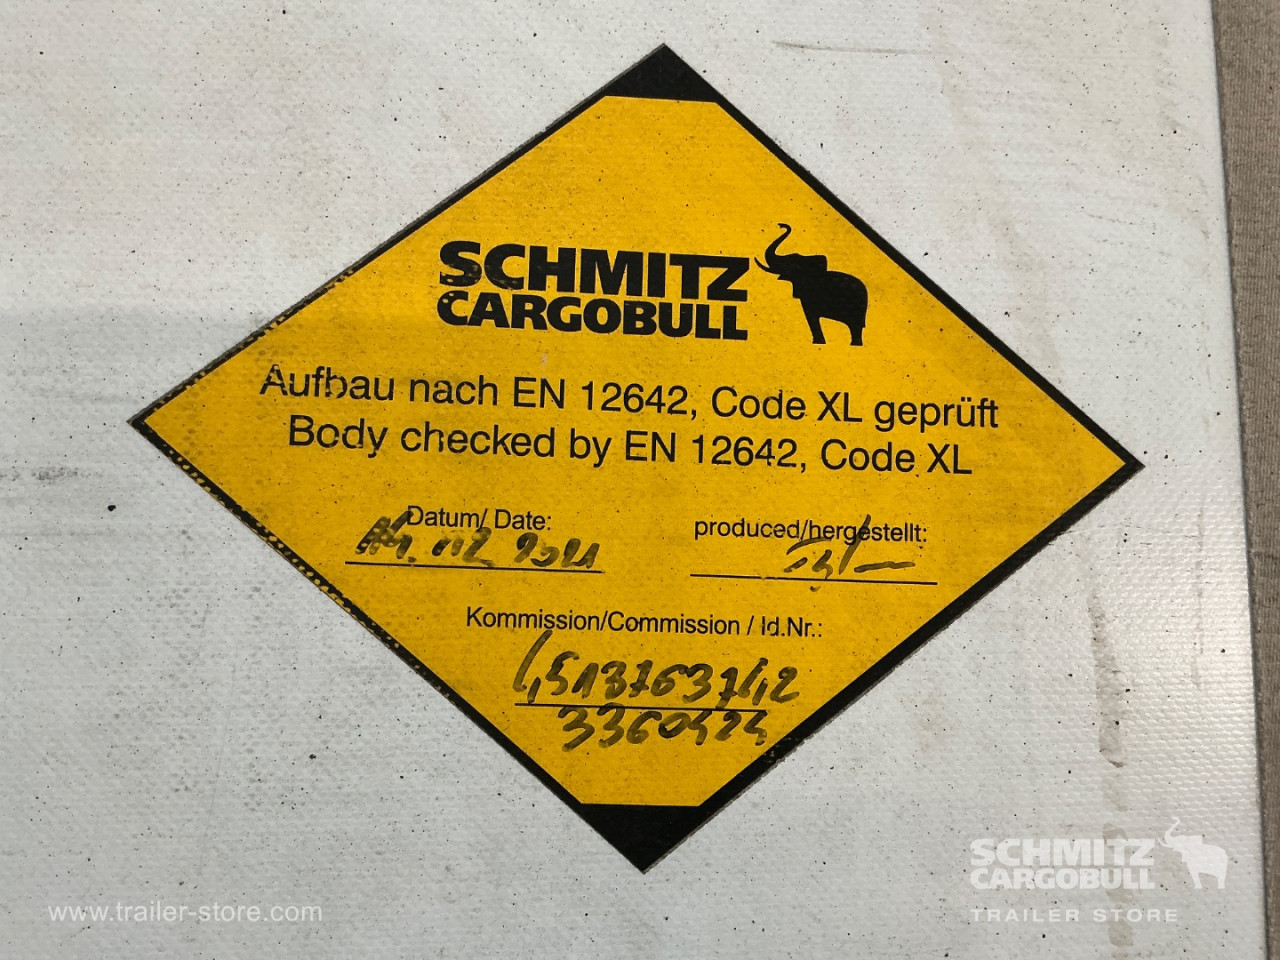 SCHMITZ
CARGOBULL
Aufbau nach EN 12642, Code XL geprüft
Body checked by EN 12642, Code XL
Datum/ Date:
produced/hergestellt:
Kommission/Commission / Id.Nr.:
3360424
www.trailer-store.com
SCHMITZ
CARGOBULL
TRAILER STORE